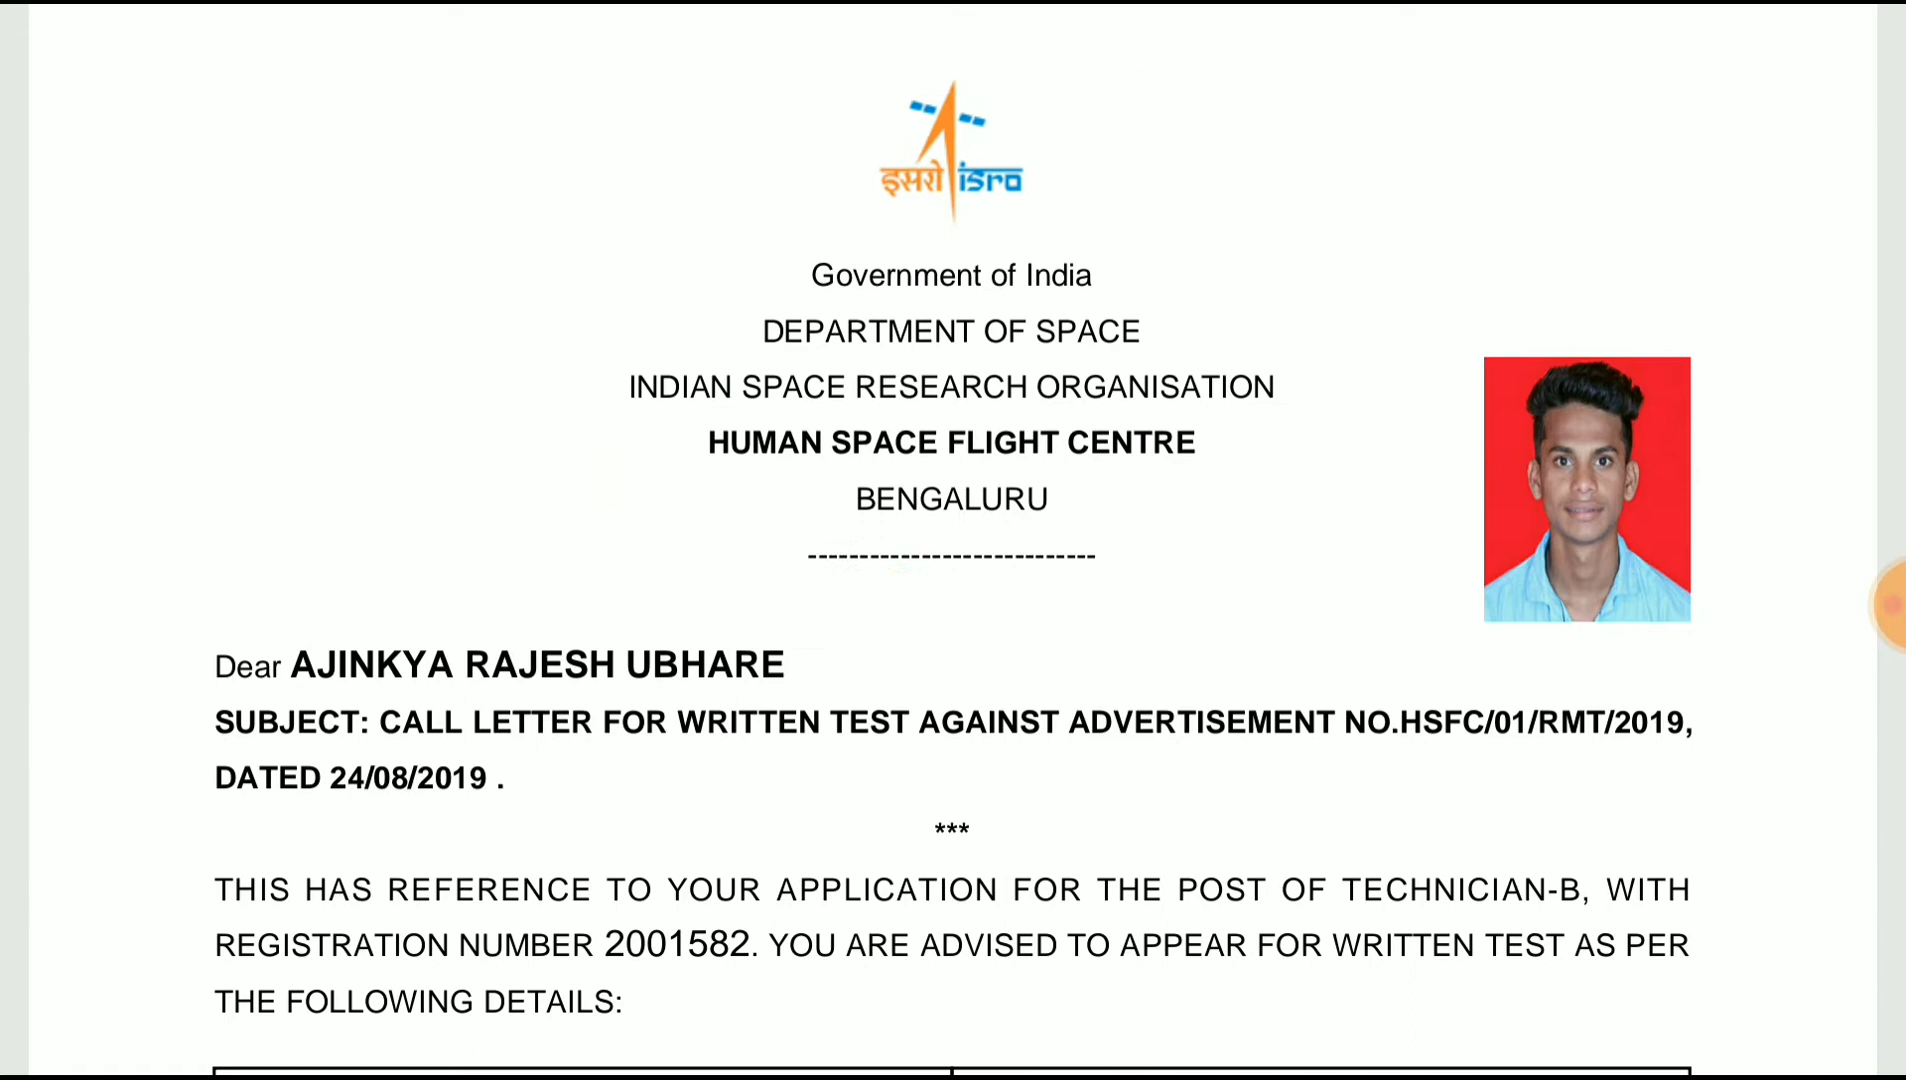 इसरो isro
Government of India
DEPARTMENT OF SPACE
INDIAN SPACE RESEARCH ORGANISATION
HUMAN SPACE FLIGHT CENTRE
BENGALURU
----------------------------
Dear AJINKYA RAJESH UBHARE
SUBJECT: CALL LETTER FOR WRITTEN TEST AGAINST ADVERTISEMENT NO.HSFC/01/RMT/2019,
DATED 24/08/2019 .
***
THIS HAS REFERENCE TO YOUR APPLICATION FOR THE POST OF TECHNICIAN-B, WITH
REGISTRATION NUMBER 2001582. YOU ARE ADVISED TO APPEAR FOR WRITTEN TEST AS PER
THE FOLLOWING DETAILS: